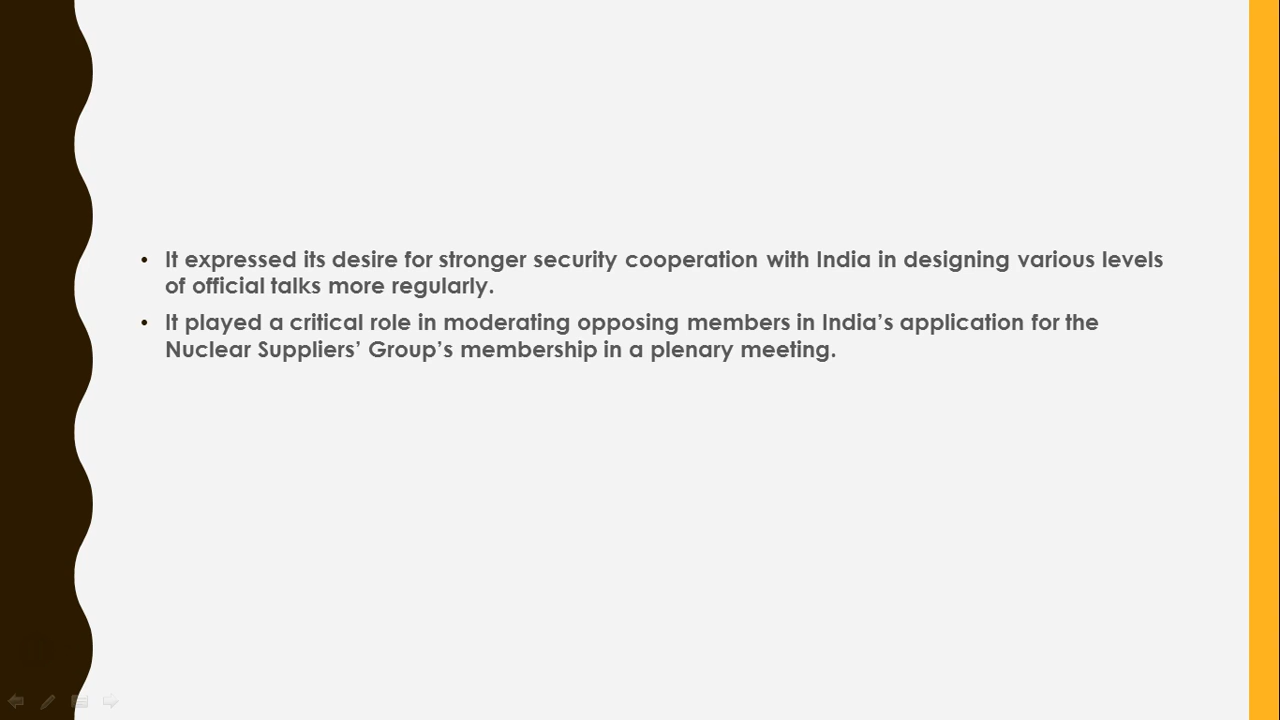 • It expressed its desire for stronger security cooperation with India in designing various levels
of official talks more regularly.
• It played a critical role in moderating opposing members in India’s application for the
Nuclear Suppliers’ Group’s membership in a plenary meeting.